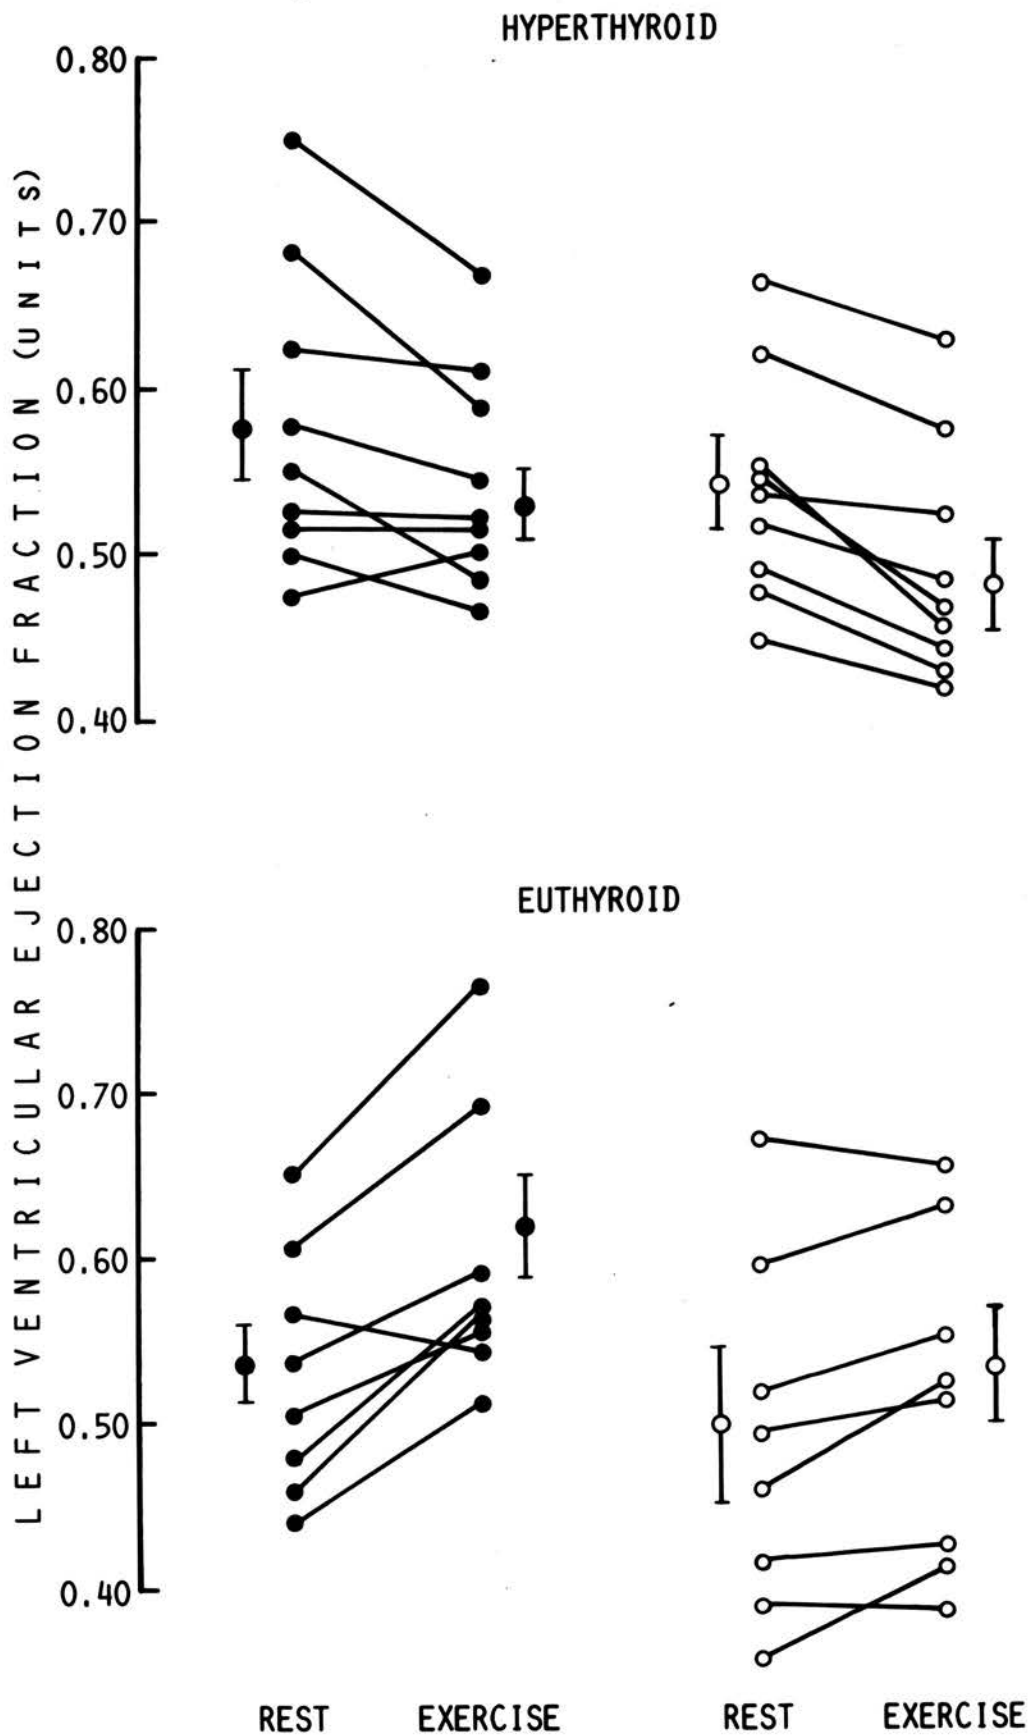 HYPERTHYROID
LEFT VENTRICULAR EJECTION FRACTION (UNITS)
0.80
0.70
0.60
0.50
0.40
EUTHYROID
0.80
0.70
0.60
0.50
0.40
REST EXERCISE REST EXERCISE